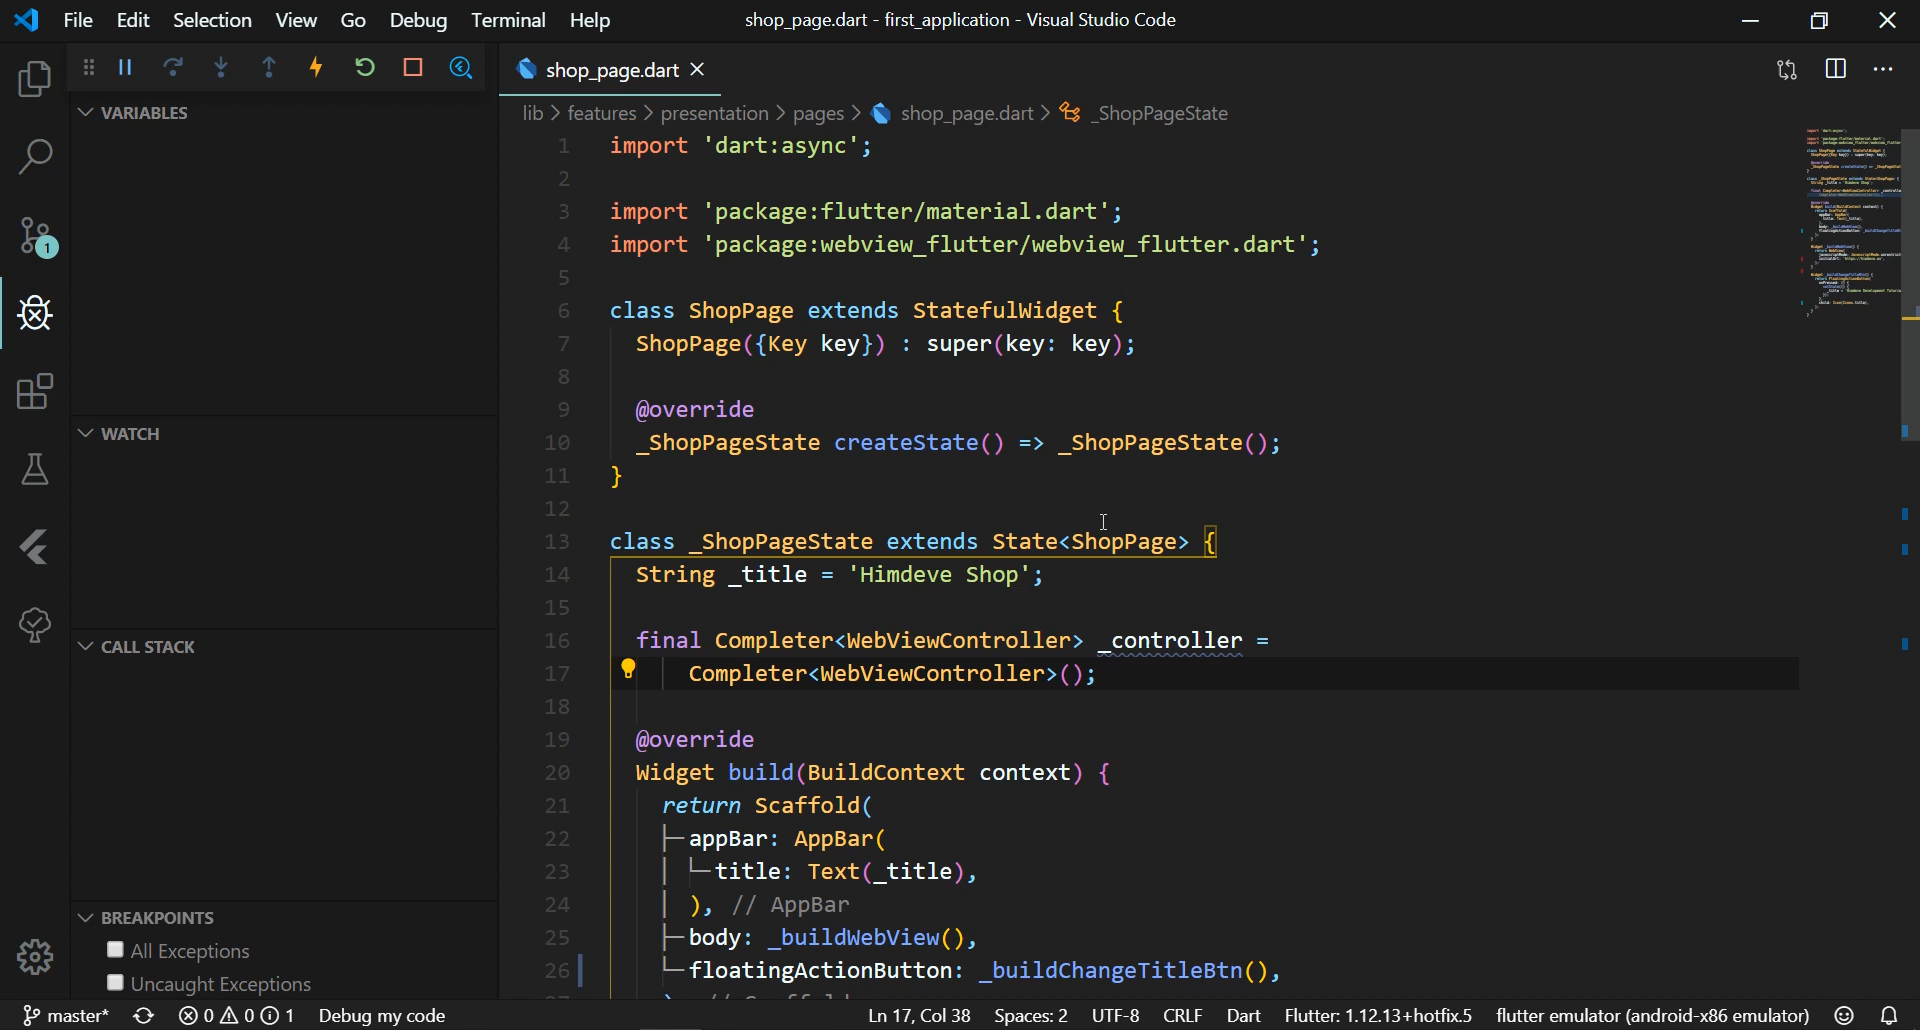 File Edit Selection View Go Debug Terminal Help shop_page.dart - first_application - Visual Studio Code
shop_page.dart
VARIABLES
WATCH
CALL STACK
BREAKPOINTS
All Exceptions
Uncaught Exceptions
1
lib > features > presentation > pages > shop_page.dart > _ShopPageState
1 import 'dart:async';
2
3 import 'package:flutter/material.dart';
4 import 'package:webview_flutter/webview_flutter.dart';
5
6 class ShopPage extends StatefulWidget {
7 ShopPage({Key key}) : super(key: key);
8
9 @override
10 _ShopPageState createState() => _ShopPageState();
11 }
12
13 class _ShopPageState extends State<ShopPage> {
14 String _title = 'Himdeve Shop';
15
16 final Completer<WebViewController> _controller =
17 Completer<WebViewController>();
18
19 @override
20 Widget build(BuildContext context) {
21 return Scaffold(
22 appBar: AppBar(
23 title: Text(_title),
24 ), // AppBar
25 body: _buildWebView(),
26 floatingActionButton: _buildChangeTitleBtn(),
master* 0 0 1 Debug my code Ln 17, Col 38 Spaces: 2 UTF-8 CRLF Dart Flutter: 1.12.13+hotfix.5 flutter emulator (android-x86 emulator)